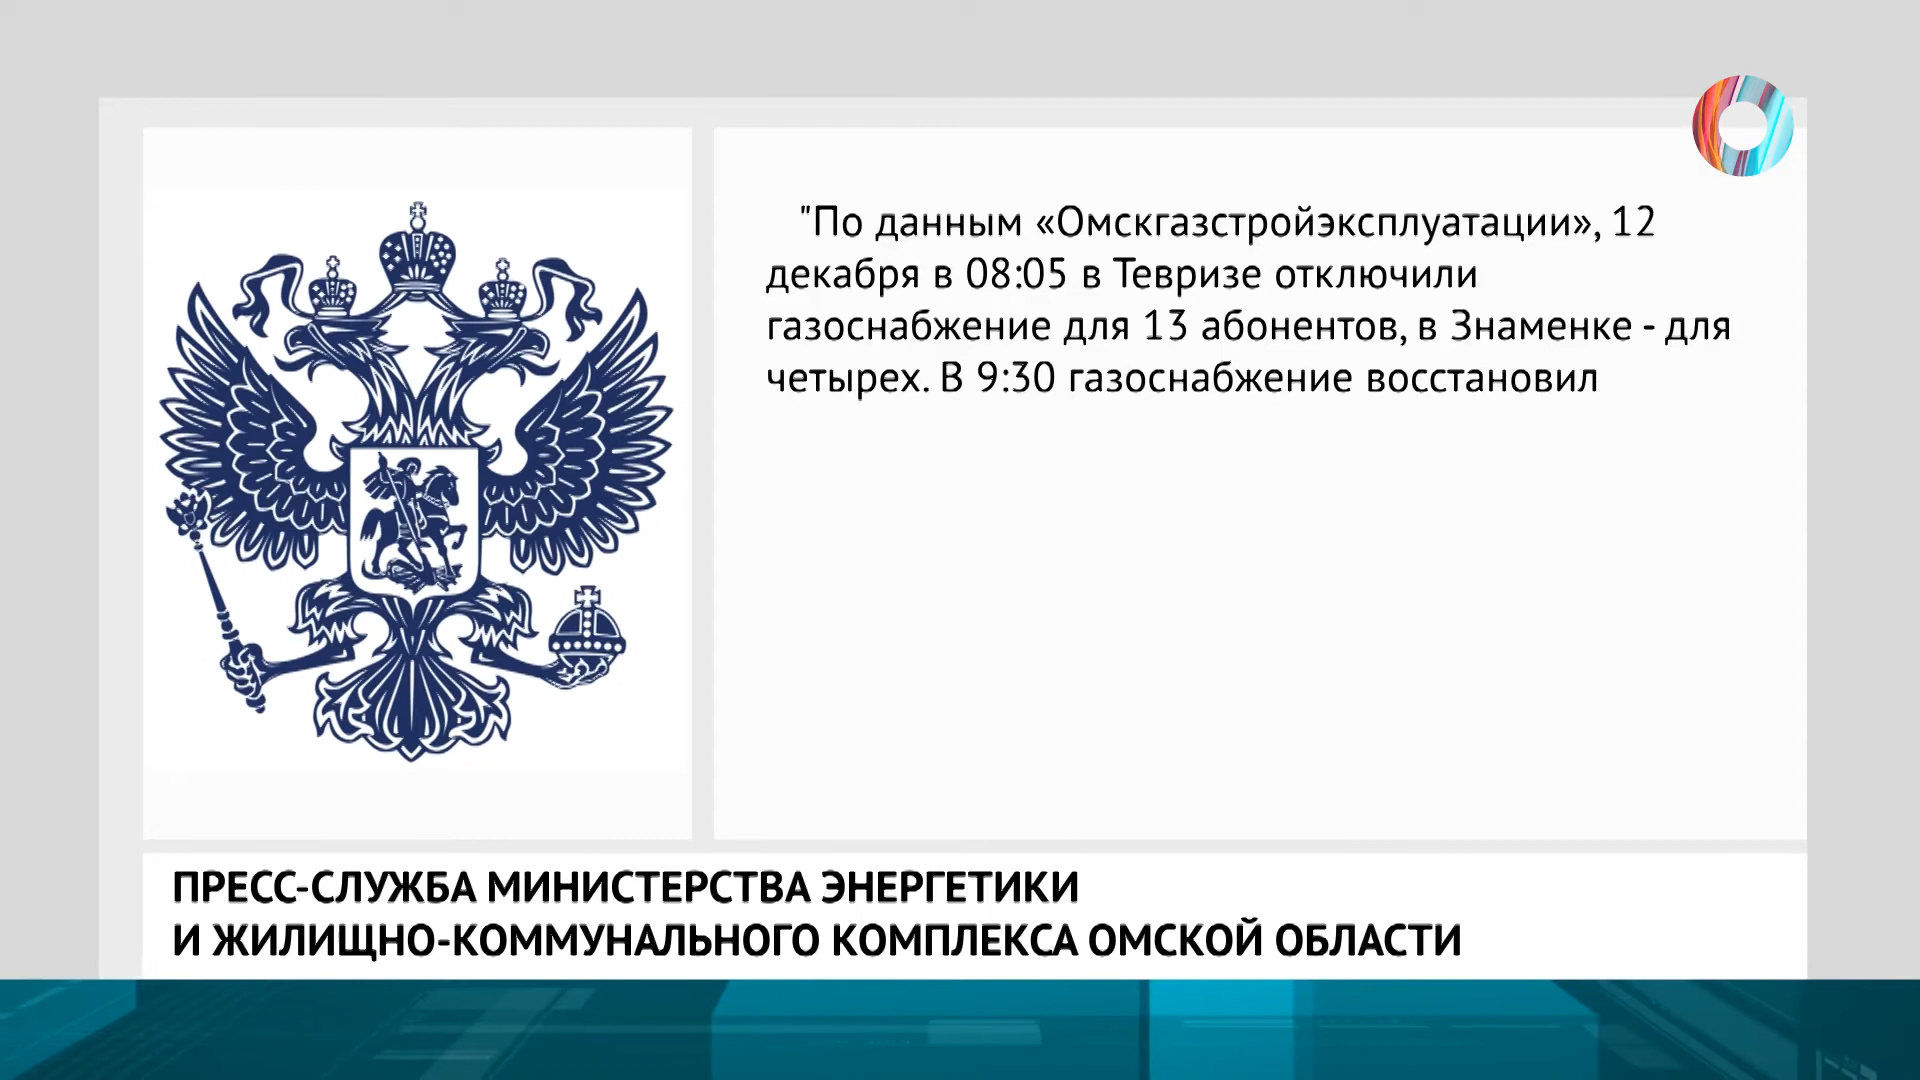 "По данным «Омскгазстройэксплуатации», 12
декабря в 08:05 в Тевризе отключили
газоснабжение для 13 абонентов, в Знаменке - для
четырех. В 9:30 газоснабжение восстановил
ПРЕСС-СЛУЖБА МИНИСТЕРСТВА ЭНЕРГЕТИКИ
И ЖИЛИЩНО-КОММУНАЛЬНОГО КОМПЛЕКСА ОМСКОЙ ОБЛАСТИ